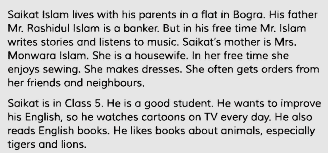 Saikat Islam lives with his parents in a flat in Bogra. His father
Mr. Rashidul Islam is a banker. But in his free time Mr. Islam
writes stories and listens to music. Saikat's mother is Mrs.
Monwara Islam. She is a housewife. In her free time she
enjoys sewing. She makes dresses. She often gets orders from
her friends and neighbours.
Saikat is in Class 5. He is a good student. He wants to improve
his English, so he watches cartoons on TV every day. He also
reads English books. He likes books about animals, especially
tigers and lions.